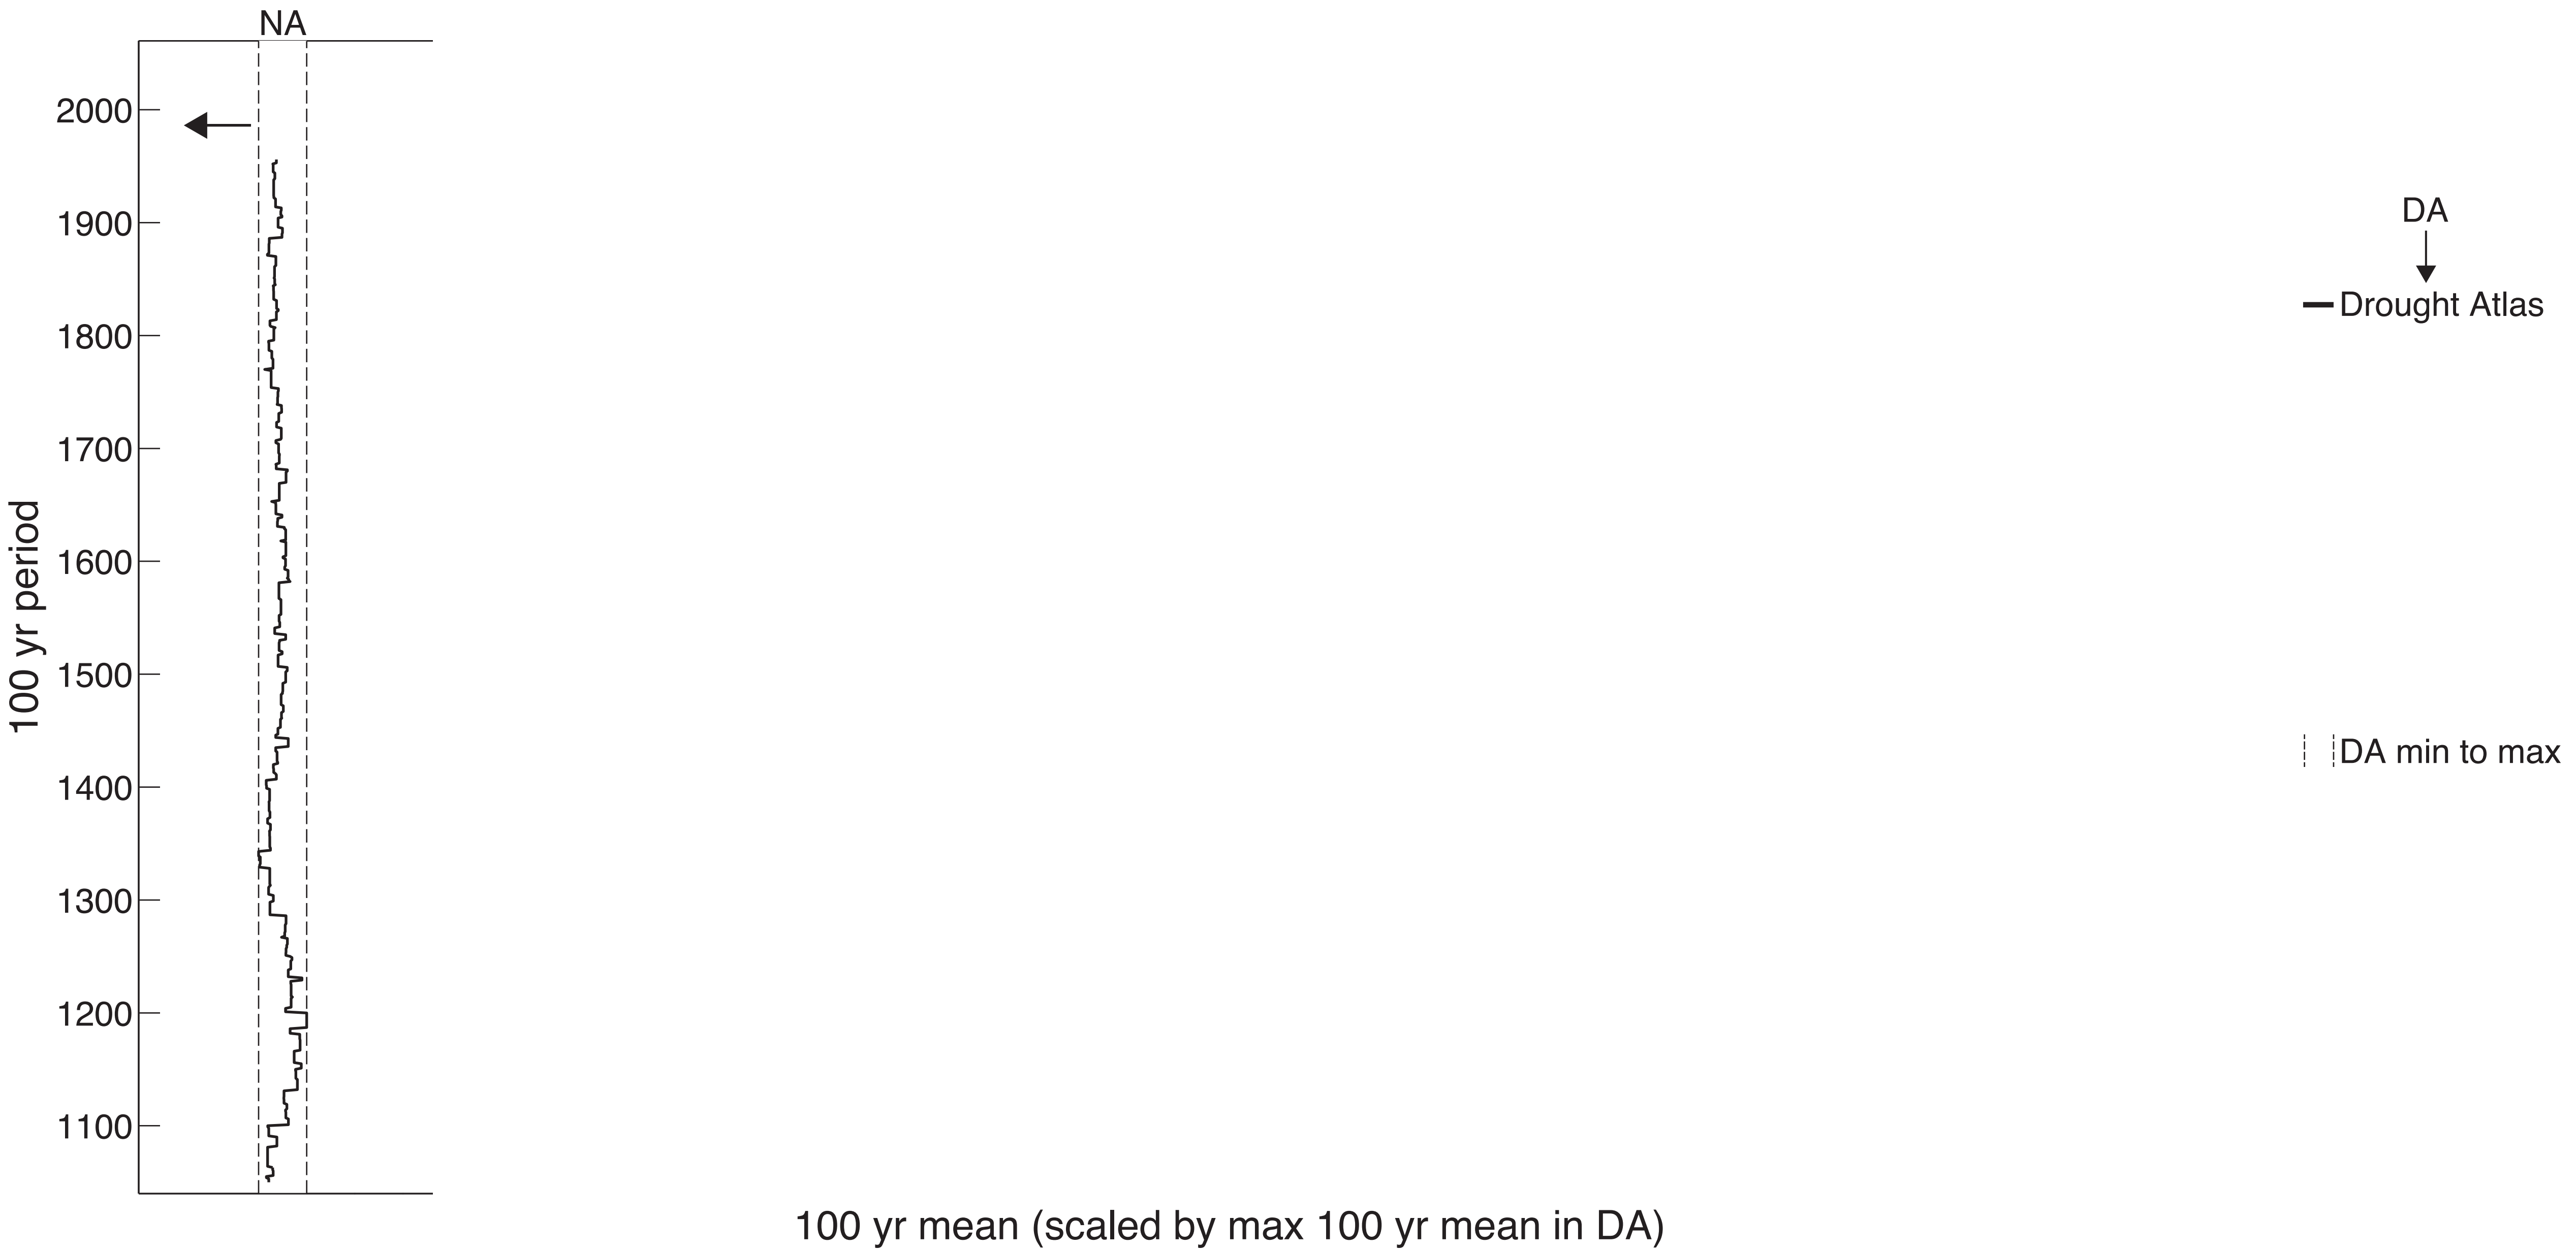 NA
2000
1900
1800
1700
1600
1500
1400
1300
1200
1100
100 yr period
100 yr mean (scaled by max 100 yr mean in DA)
DA
Drought Atlas
DA min to max